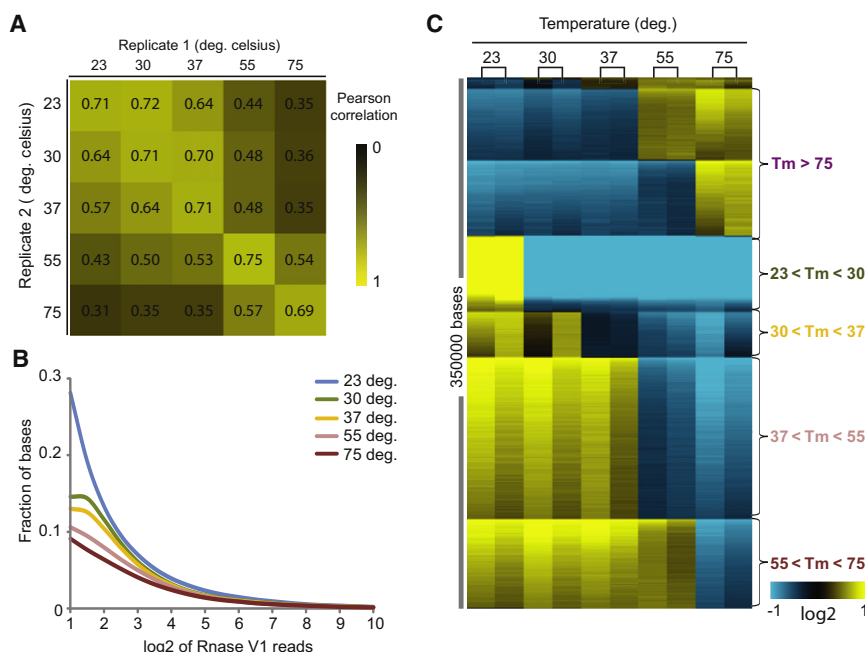 A
Replicate 1 (deg. celsius)
23 30 37 55 75
Replicate 2 ( deg. celsius)
23 0.71 0.72 0.64 0.44 0.35
30 0.64 0.71 0.70 0.48 0.36
37 0.57 0.64 0.71 0.48 0.35
55 0.43 0.50 0.53 0.75 0.54
75 0.31 0.35 0.35 0.57 0.69
Pearson
correlation
0
1
B
Fraction of bases
0.3
0.2
0.1
0
1 2 3 4 5 6 7 8 9 10
log2 of Rnase V1 reads
23 deg.
30 deg.
37 deg.
55 deg.
75 deg.
C
Temperature (deg.)
23 30 37 55 75
350000 bases
Tm > 75
23 < Tm < 30
30 < Tm < 37
37 < Tm < 55
55 < Tm < 75
-1 log2 1